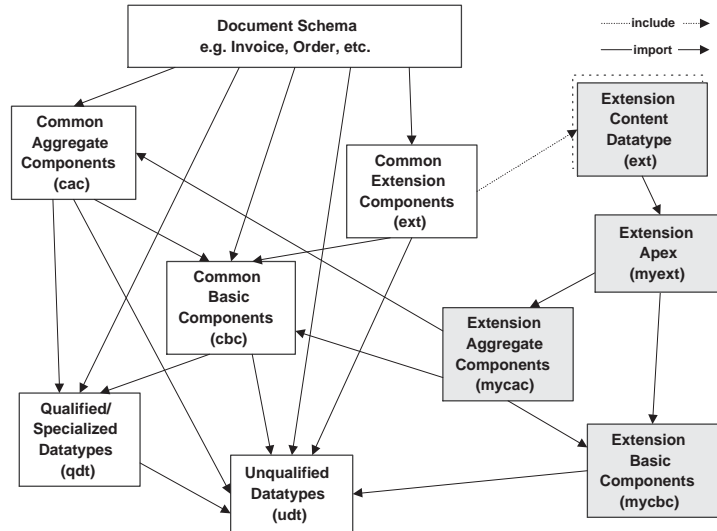 Document Schema
e.g. Invoice, Order, etc.
include
import
Common
Aggregate
Components
(cac)
Common
Extension
Components
(ext)
Extension
Content
Datatype
(ext)
Extension
Apex
(myext)
Common
Basic
Components
(cbc)
Extension
Aggregate
Components
(mycac)
Qualified/
Specialized
Datatypes
(qdt)
Unqualified
Datatypes
(udt)
Extension
Basic
Components
(mycbc)